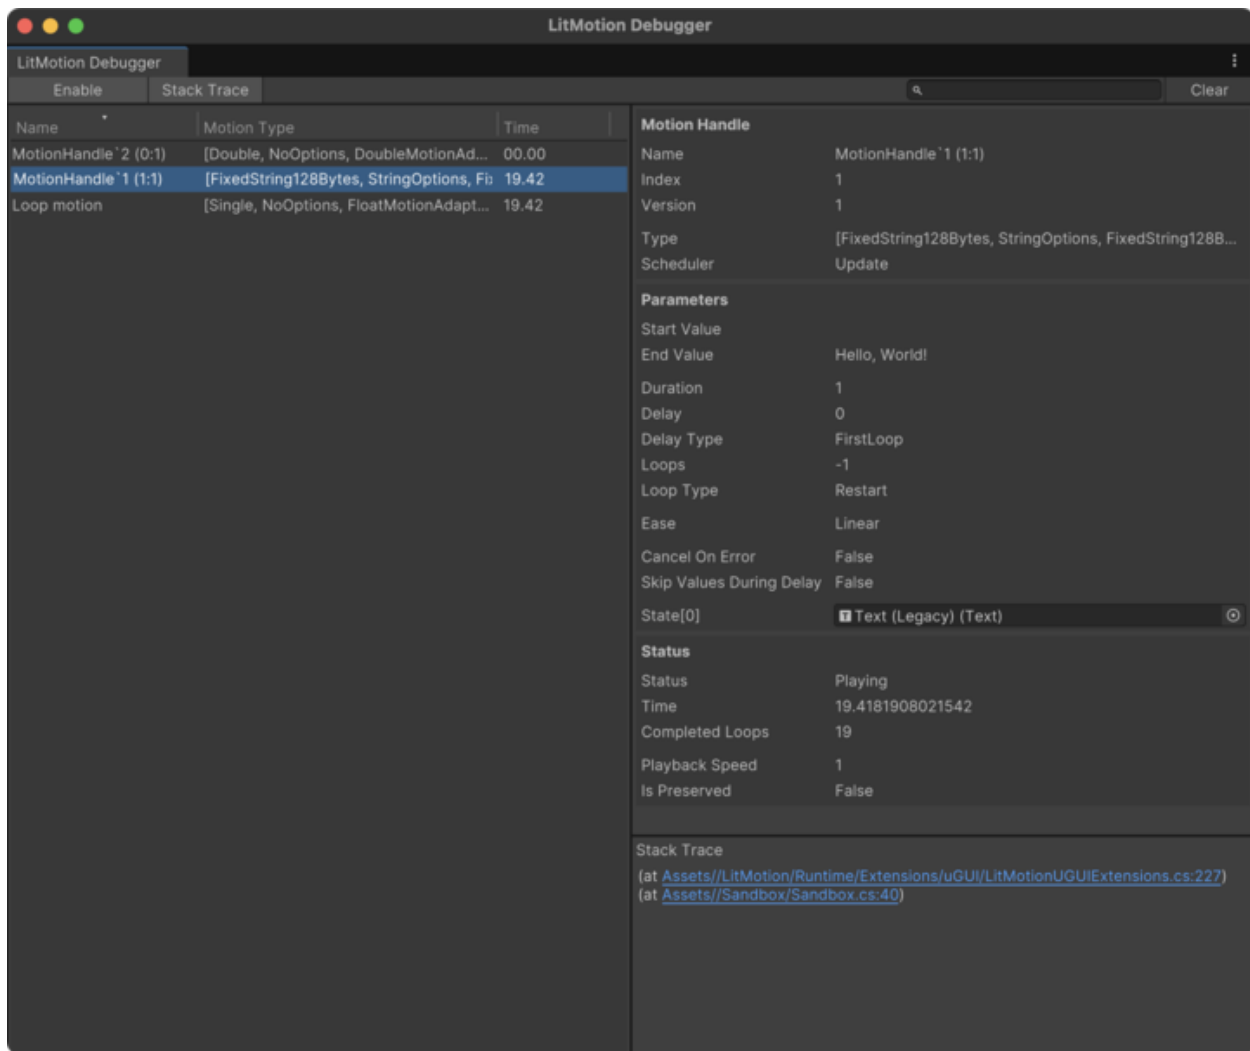 LitMotion Debugger
LitMotion Debugger
Enable Stack Trace Clear
Name Motion Type Time
MotionHandle`2 (0:1) [Double, NoOptions, DoubleMotionAd... 00.00
MotionHandle`1 (1:1) [FixedString128Bytes, StringOptions, Fi 19.42
Loop motion [Single, NoOptions, FloatMotionAdapt... 19.42
Motion Handle
Name MotionHandle`1 (1:1)
Index 1
Version 1
Type [FixedString128Bytes, StringOptions, FixedString128B...
Scheduler Update
Parameters
Start Value
End Value Hello, World!
Duration 1
Delay 0
Delay Type FirstLoop
Loops -1
Loop Type Restart
Ease Linear
Cancel On Error False
Skip Values During Delay False
State[0] Text (Legacy) (Text)
Status
Status Playing
Time 19.4181908021542
Completed Loops 19
Playback Speed 1
Is Preserved False
Stack Trace
(at Assets//LitMotion/Runtime/Extensions/uGUI/LitMotionUGUIExtensions.cs:227)
(at Assets//Sandbox/Sandbox.cs:40)